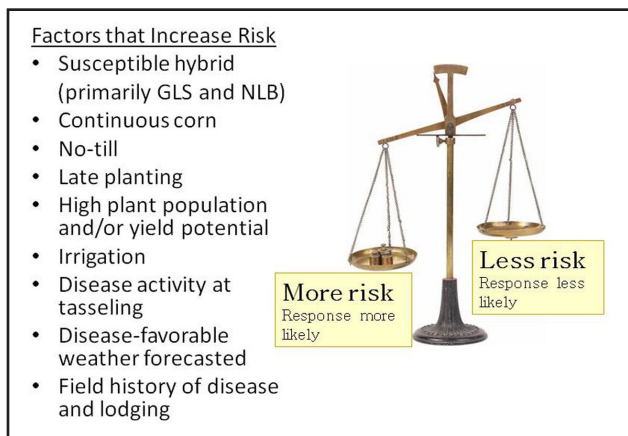 Factors that Increase Risk
• Susceptible hybrid
(primarily GLS and NLB)
• Continuous corn
• No-till
• Late planting
• High plant population
and/or yield potential
• Irrigation
• Disease activity at
tasseling
• Disease-favorable
weather forecasted
• Field history of disease
and lodging
More risk
Response more
likely
Less risk
Response less
likely